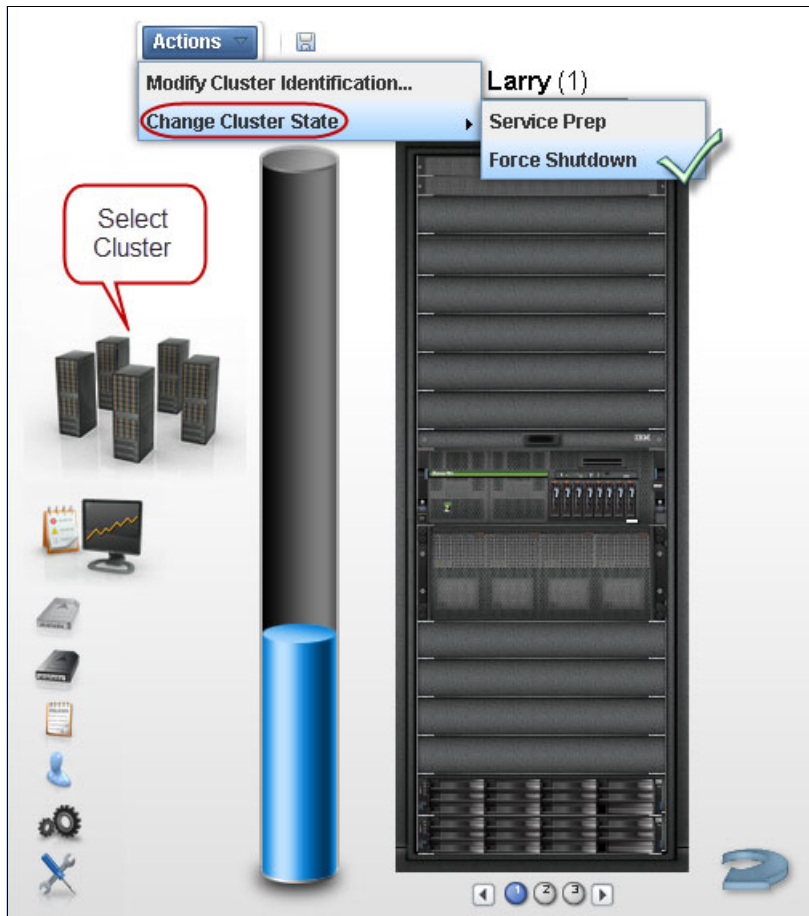 Actions
Modify Cluster Identification...
Larry (1)
Change Cluster State
Service Prep
Force Shutdown
Select
Cluster
IBM
1 2 3